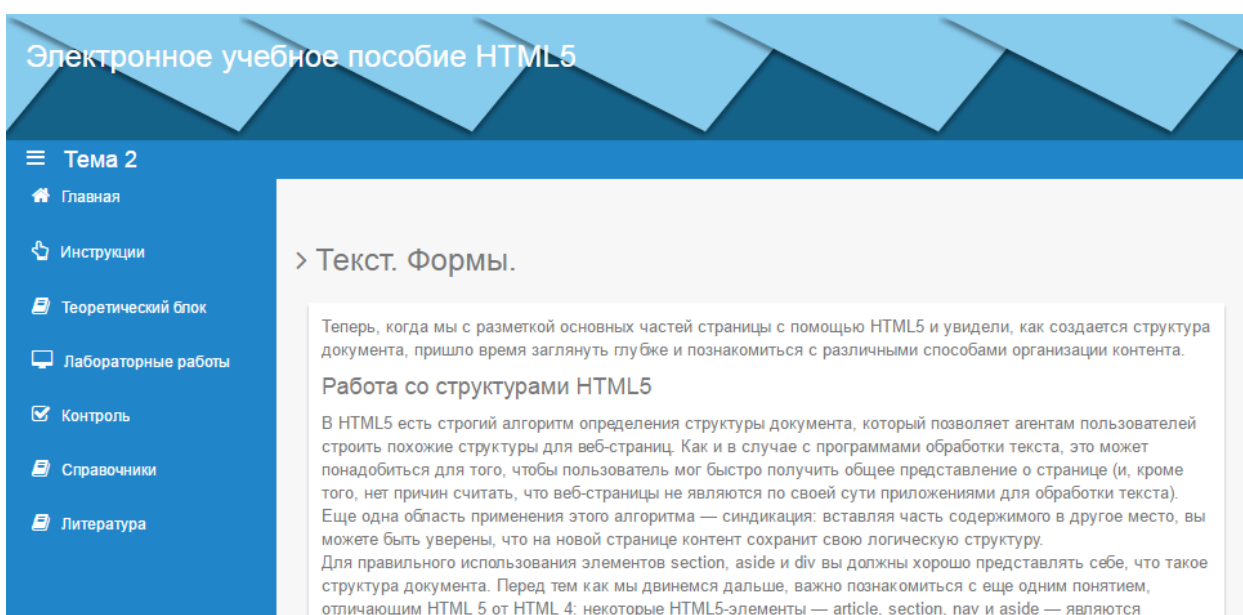 Электронное учебное пособие HTML5
Тема 2
Главная
Инструкции
Теоретический блок
Лабораторные работы
Контроль
Справочники
Литература
Текст. Формы.
Теперь, когда мы с разметкой основных частей страницы с помощью HTML5 и увидели, как создается структура
документа, пришло время заглянуть глубже и познакомиться с различными способами организации контента.
Работа со структурами HTML5
В HTML5 есть строгий алгоритм определения структуры документа, который позволяет агентам пользователей
строить похожие структуры для веб-страниц. Как и в случае с программами обработки текста, это может
понадобиться для того, чтобы пользователь мог быстро получить общее представление о странице (и, кроме
того, нет причин считать, что веб-страницы не являются по своей сути приложениями для обработки текста).
Еще одна область применения этого алгоритма — синдикация: вставляя часть содержимого в другое место, вы
можете быть уверены, что на новой странице контент сохранит свою логическую структуру.
Для правильного использования элементов section, aside и div вы должны хорошо представлять себе, что такое
структура документа. Перед тем как мы двинемся дальше, важно познакомиться с еще одним понятием,
отличающим HTML 5 от HTML 4: некоторые HTML5-элементы — article, section, nav и aside — являются